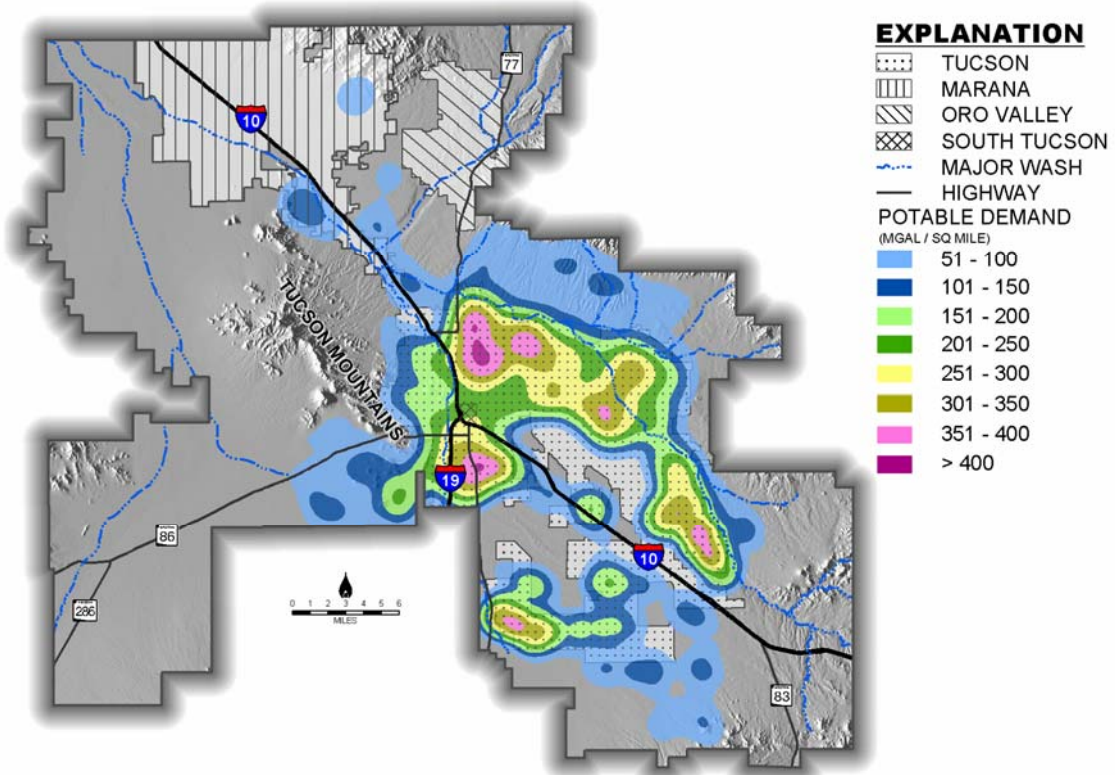 EXPLANATION
TUCSON
MARANA
ORO VALLEY
SOUTH TUCSON
MAJOR WASH
HIGHWAY
POTABLE DEMAND
(MGAL / SQ MILE)
51 - 100
101 - 150
151 - 200
201 - 250
251 - 300
301 - 350
351 - 400
> 400
77
10
TUCSON MOUNTAINS
19
86
10
286
0 1 2 3 4 5 6
MILES
83